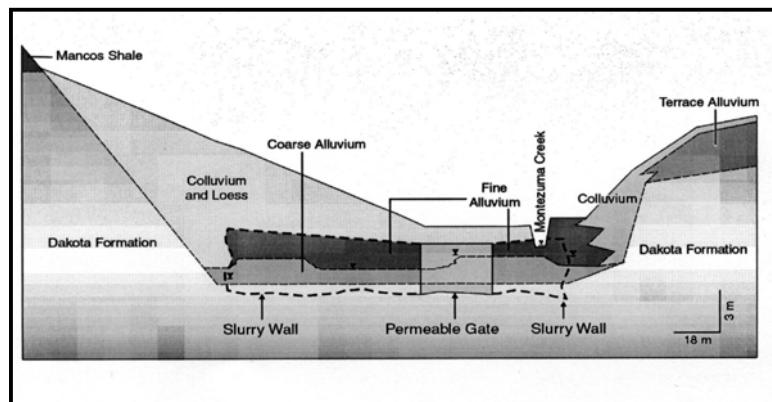 Mancos Shale
Terrace Alluvium
Coarse Alluvium
Montezuma Creek
Colluvium
and Loess
Fine
Alluvium
Colluvium
Dakota Formation
Dakota Formation
3 m
18 m
Slurry Wall
Permeable Gate
Slurry Wall